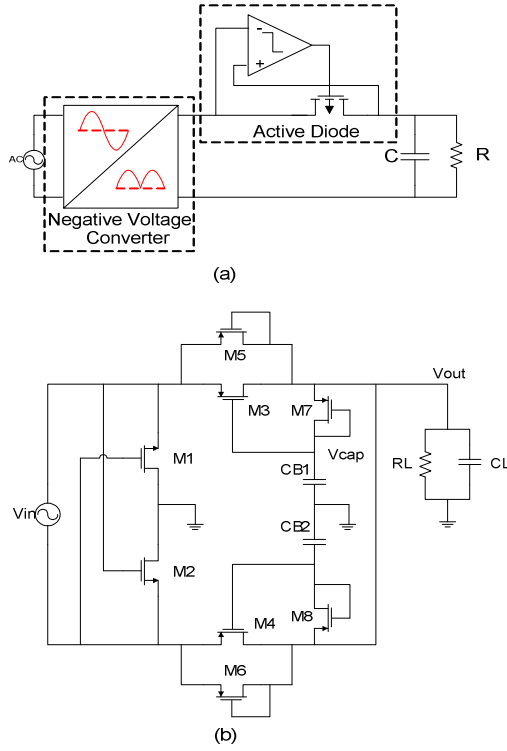 -
+
Active Diode
AC
C
R
Negative Voltage
Converter
(a)
M5
Vout
M3
M7
M1
Vcap
RL
CL
CB1
Vin
CB2
M2
M4
M8
M6
(b)